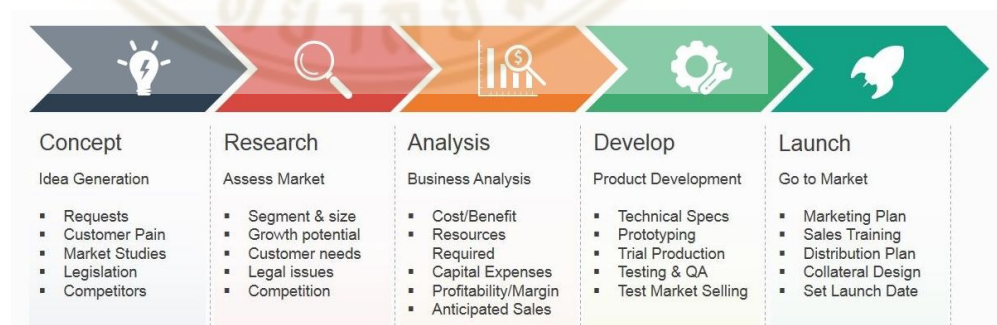 Concept
Idea Generation
▪ Requests
▪ Customer Pain
▪ Market Studies
▪ Legislation
▪ Competitors
Research
Assess Market
▪ Segment & size
▪ Growth potential
▪ Customer needs
▪ Legal issues
▪ Competition
Analysis
Business Analysis
▪ Cost/Benefit
▪ Resources
Required
▪ Capital Expenses
▪ Profitability/Margin
▪ Anticipated Sales
Develop
Product Development
▪ Technical Specs
▪ Prototyping
▪ Trial Production
▪ Testing & QA
▪ Test Market Selling
Launch
Go to Market
▪ Marketing Plan
▪ Sales Training
▪ Distribution Plan
▪ Collateral Design
▪ Set Launch Date